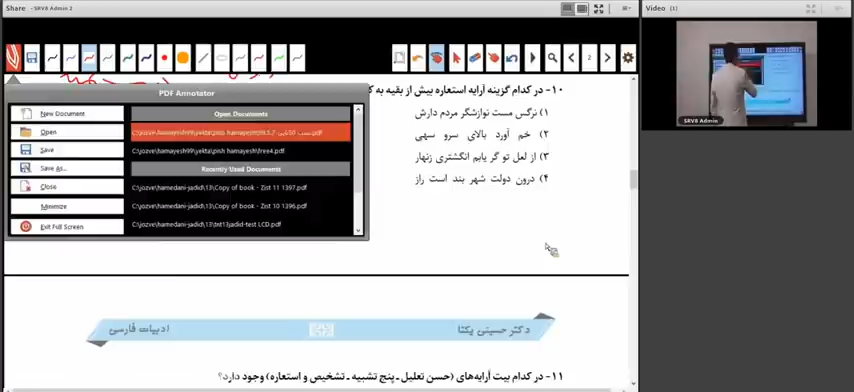 Share - SRV8 Admin 2
Video (1)
2
PDF Annotator
New Document
Open
Save
Save As...
Close
Minimize
Exit Full Screen
Open Documents
C:\jozve\hamayesh99\yekta\pish hamayesh\free4.pdf
Recently Used Documents
C:\jozve\hamedani-jadid\13\Copy of book - Zist 11 1397.pdf
C:\jozve\hamedani-jadid\13\Copy of book - Zist 10 1396.pdf
C:\jozve\hamedani-jadid\13\Int13jadid-test LCD.pdf
۱۰- در کدام گزینه آرایه استعاره بیش از بقیه به
۱) نرگس مست نوازشگر مردم دارش
۲) خم آورد بالای سرو سهی
۳) از لعل تو گر یابم انگشتری زنهار
۴) درون دولت شهر بند است راز
SRV8 Admin
دکتر حسینی یکتا
ادبیات فارسی
۱۱- در کدام بیت آرایه‌های (حسن تعلیل ـ پنج تشبیه ـ تشخیص و استعاره) وجود دارد؟